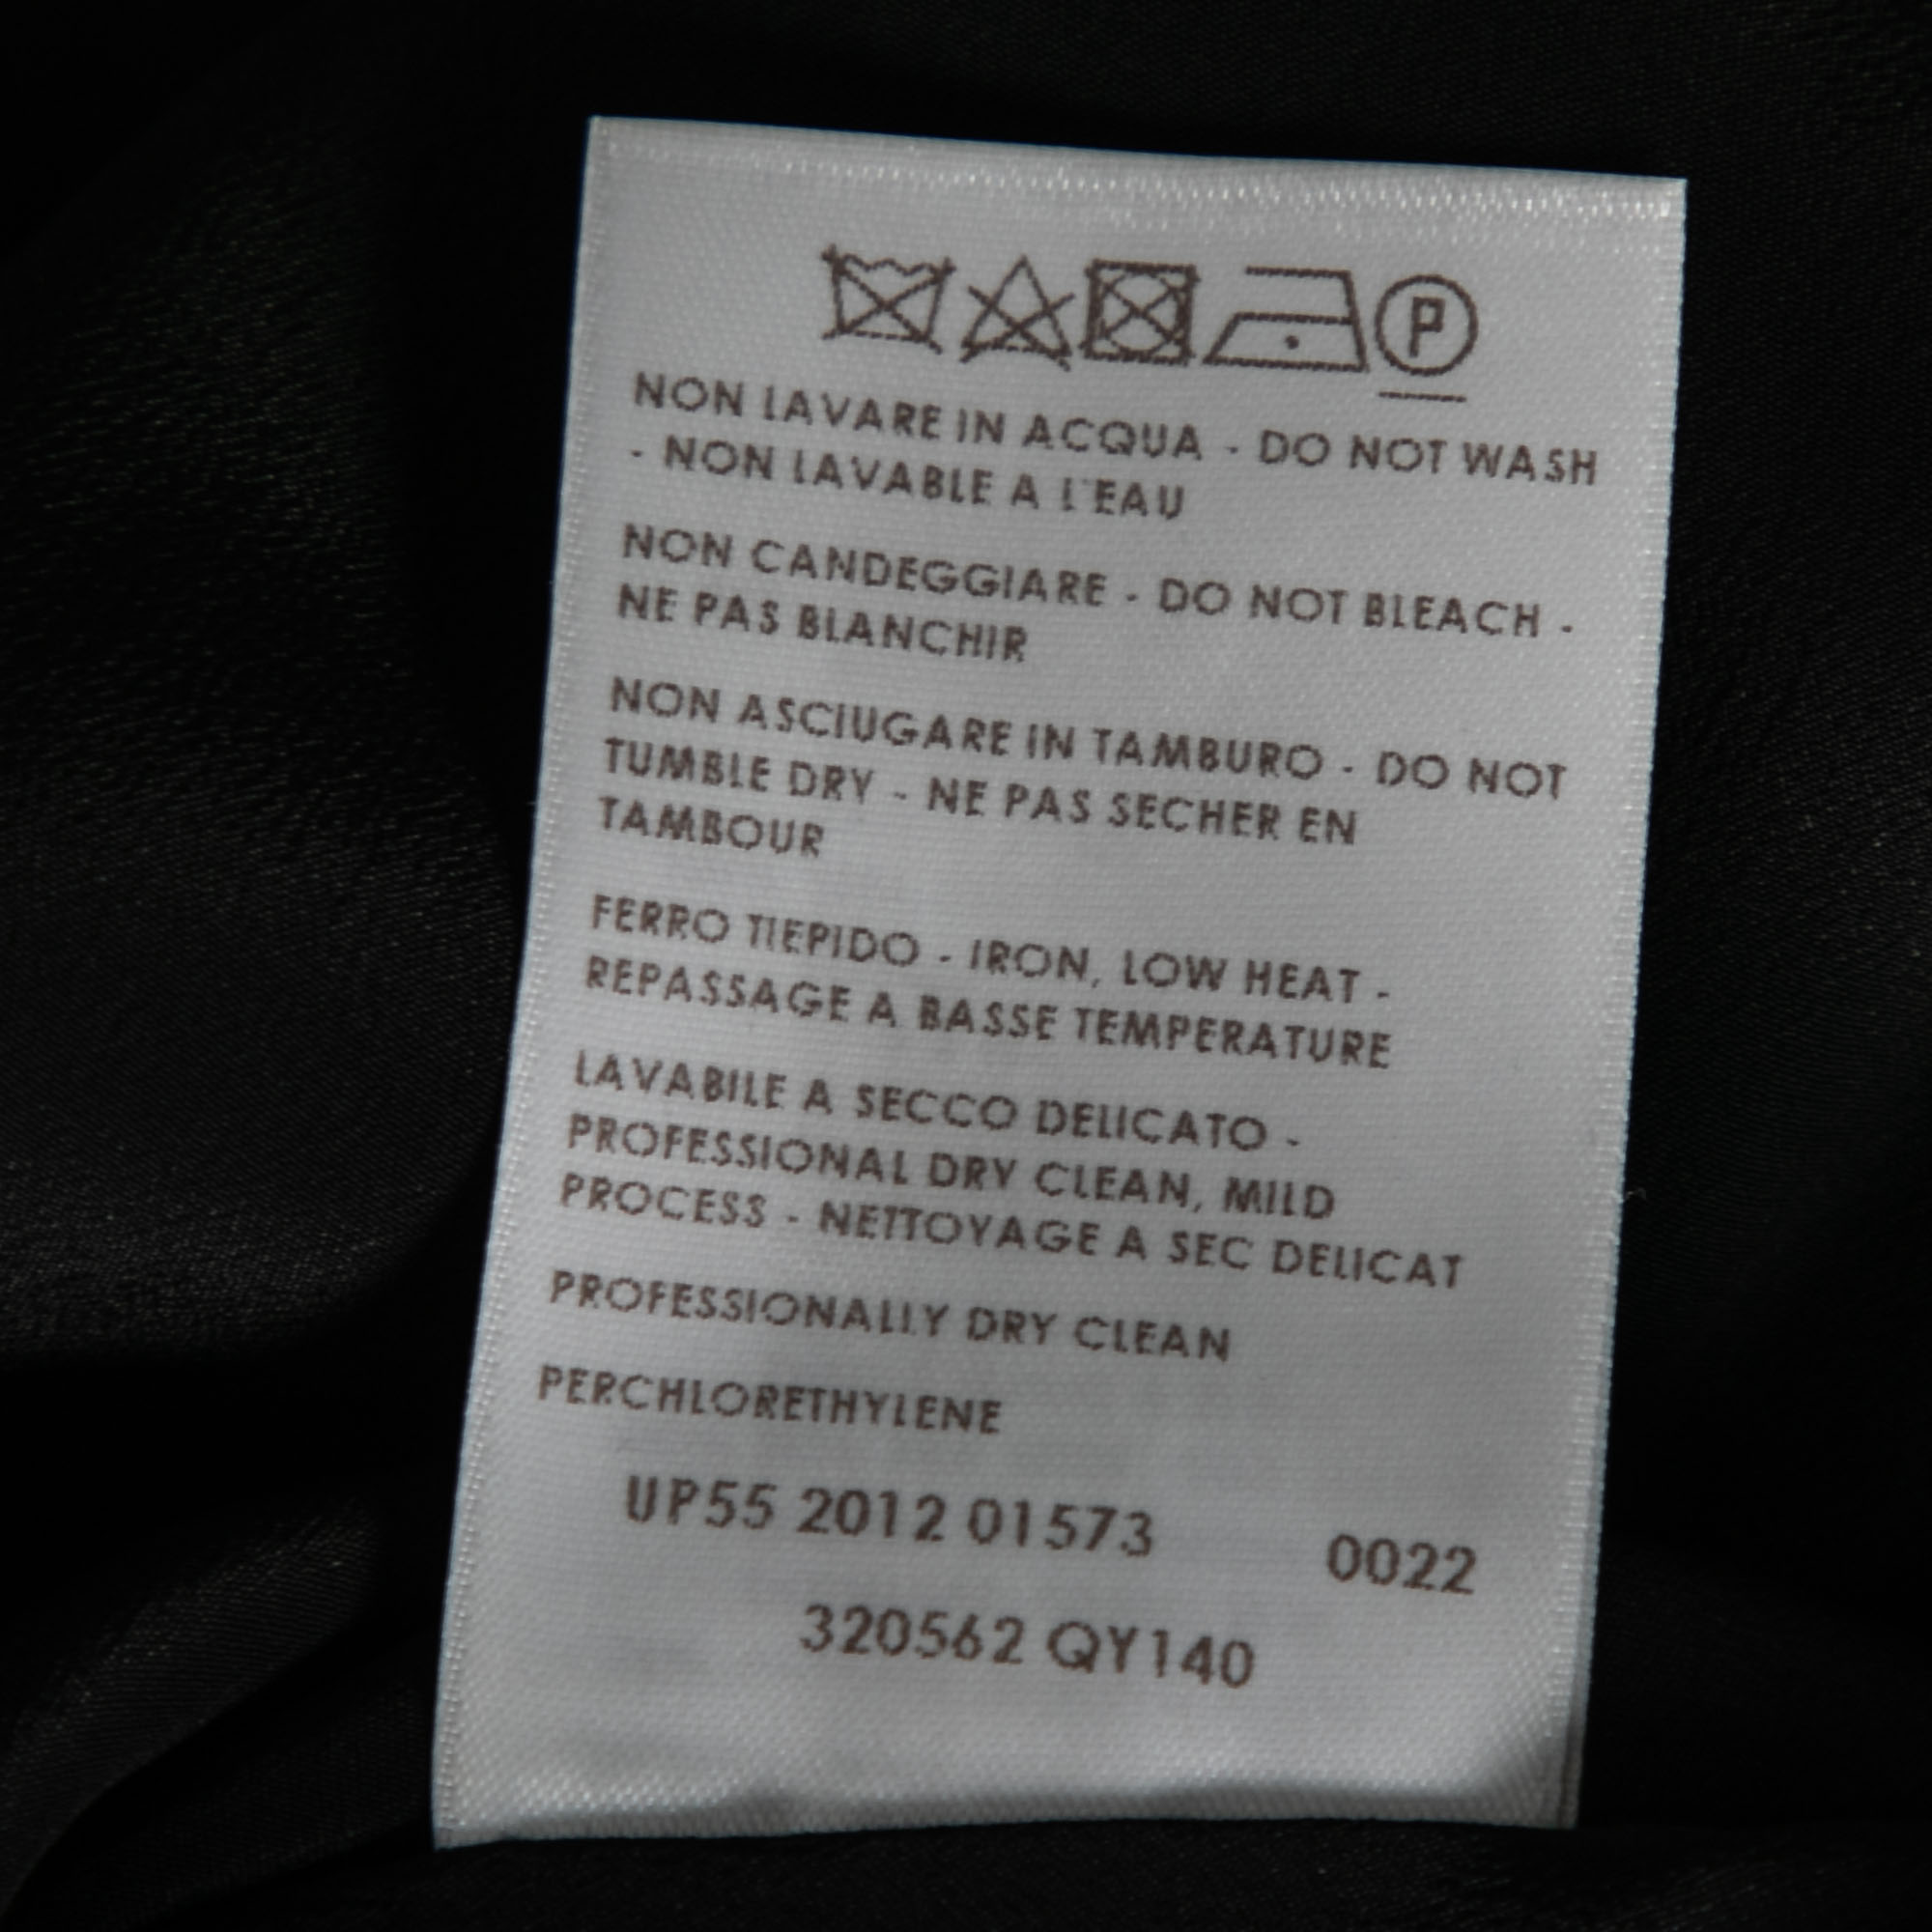 P
NON LAVARE IN ACQUA - DO NOT WASH
- NON LAVABLE A L'EAU
NON CANDEGGIARE - DO NOT BLEACH -
NE PAS BLANCHIR
NON ASCIUGARE IN TAMBURO - DO NOT
TUMBLE DRY - NE PAS SECHER EN
TAMBOUR
FERRO TIEPIDO - IRON, LOW HEAT -
REPASSAGE A BASSE TEMPERATURE
LAVABILE A SECCO DELICATO -
PROFESSIONAL DRY CLEAN, MILD
PROCESS - NETTOYAGE A SEC DELICAT
PROFESSIONALLY DRY CLEAN
PERCHLORETHYLENE
UP55 2012 01573 0022
320562 QY140